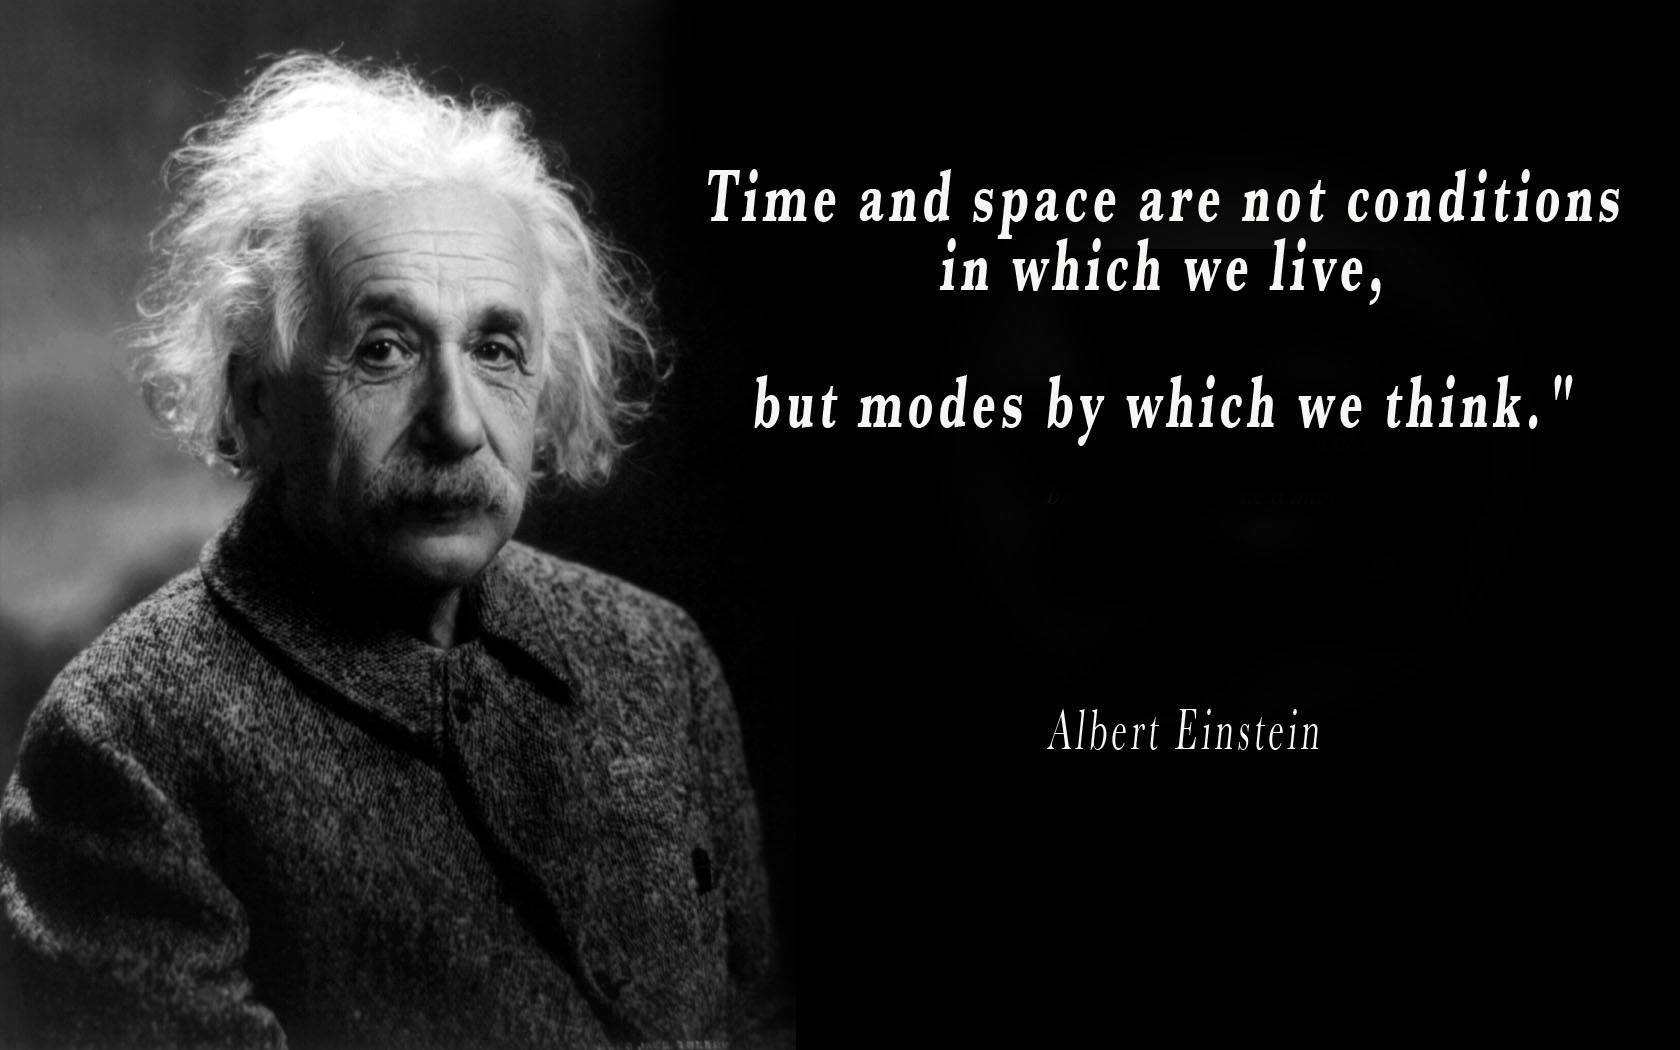 Time and space are not conditions
in which we live,
but modes by which we think."
Albert Einstein